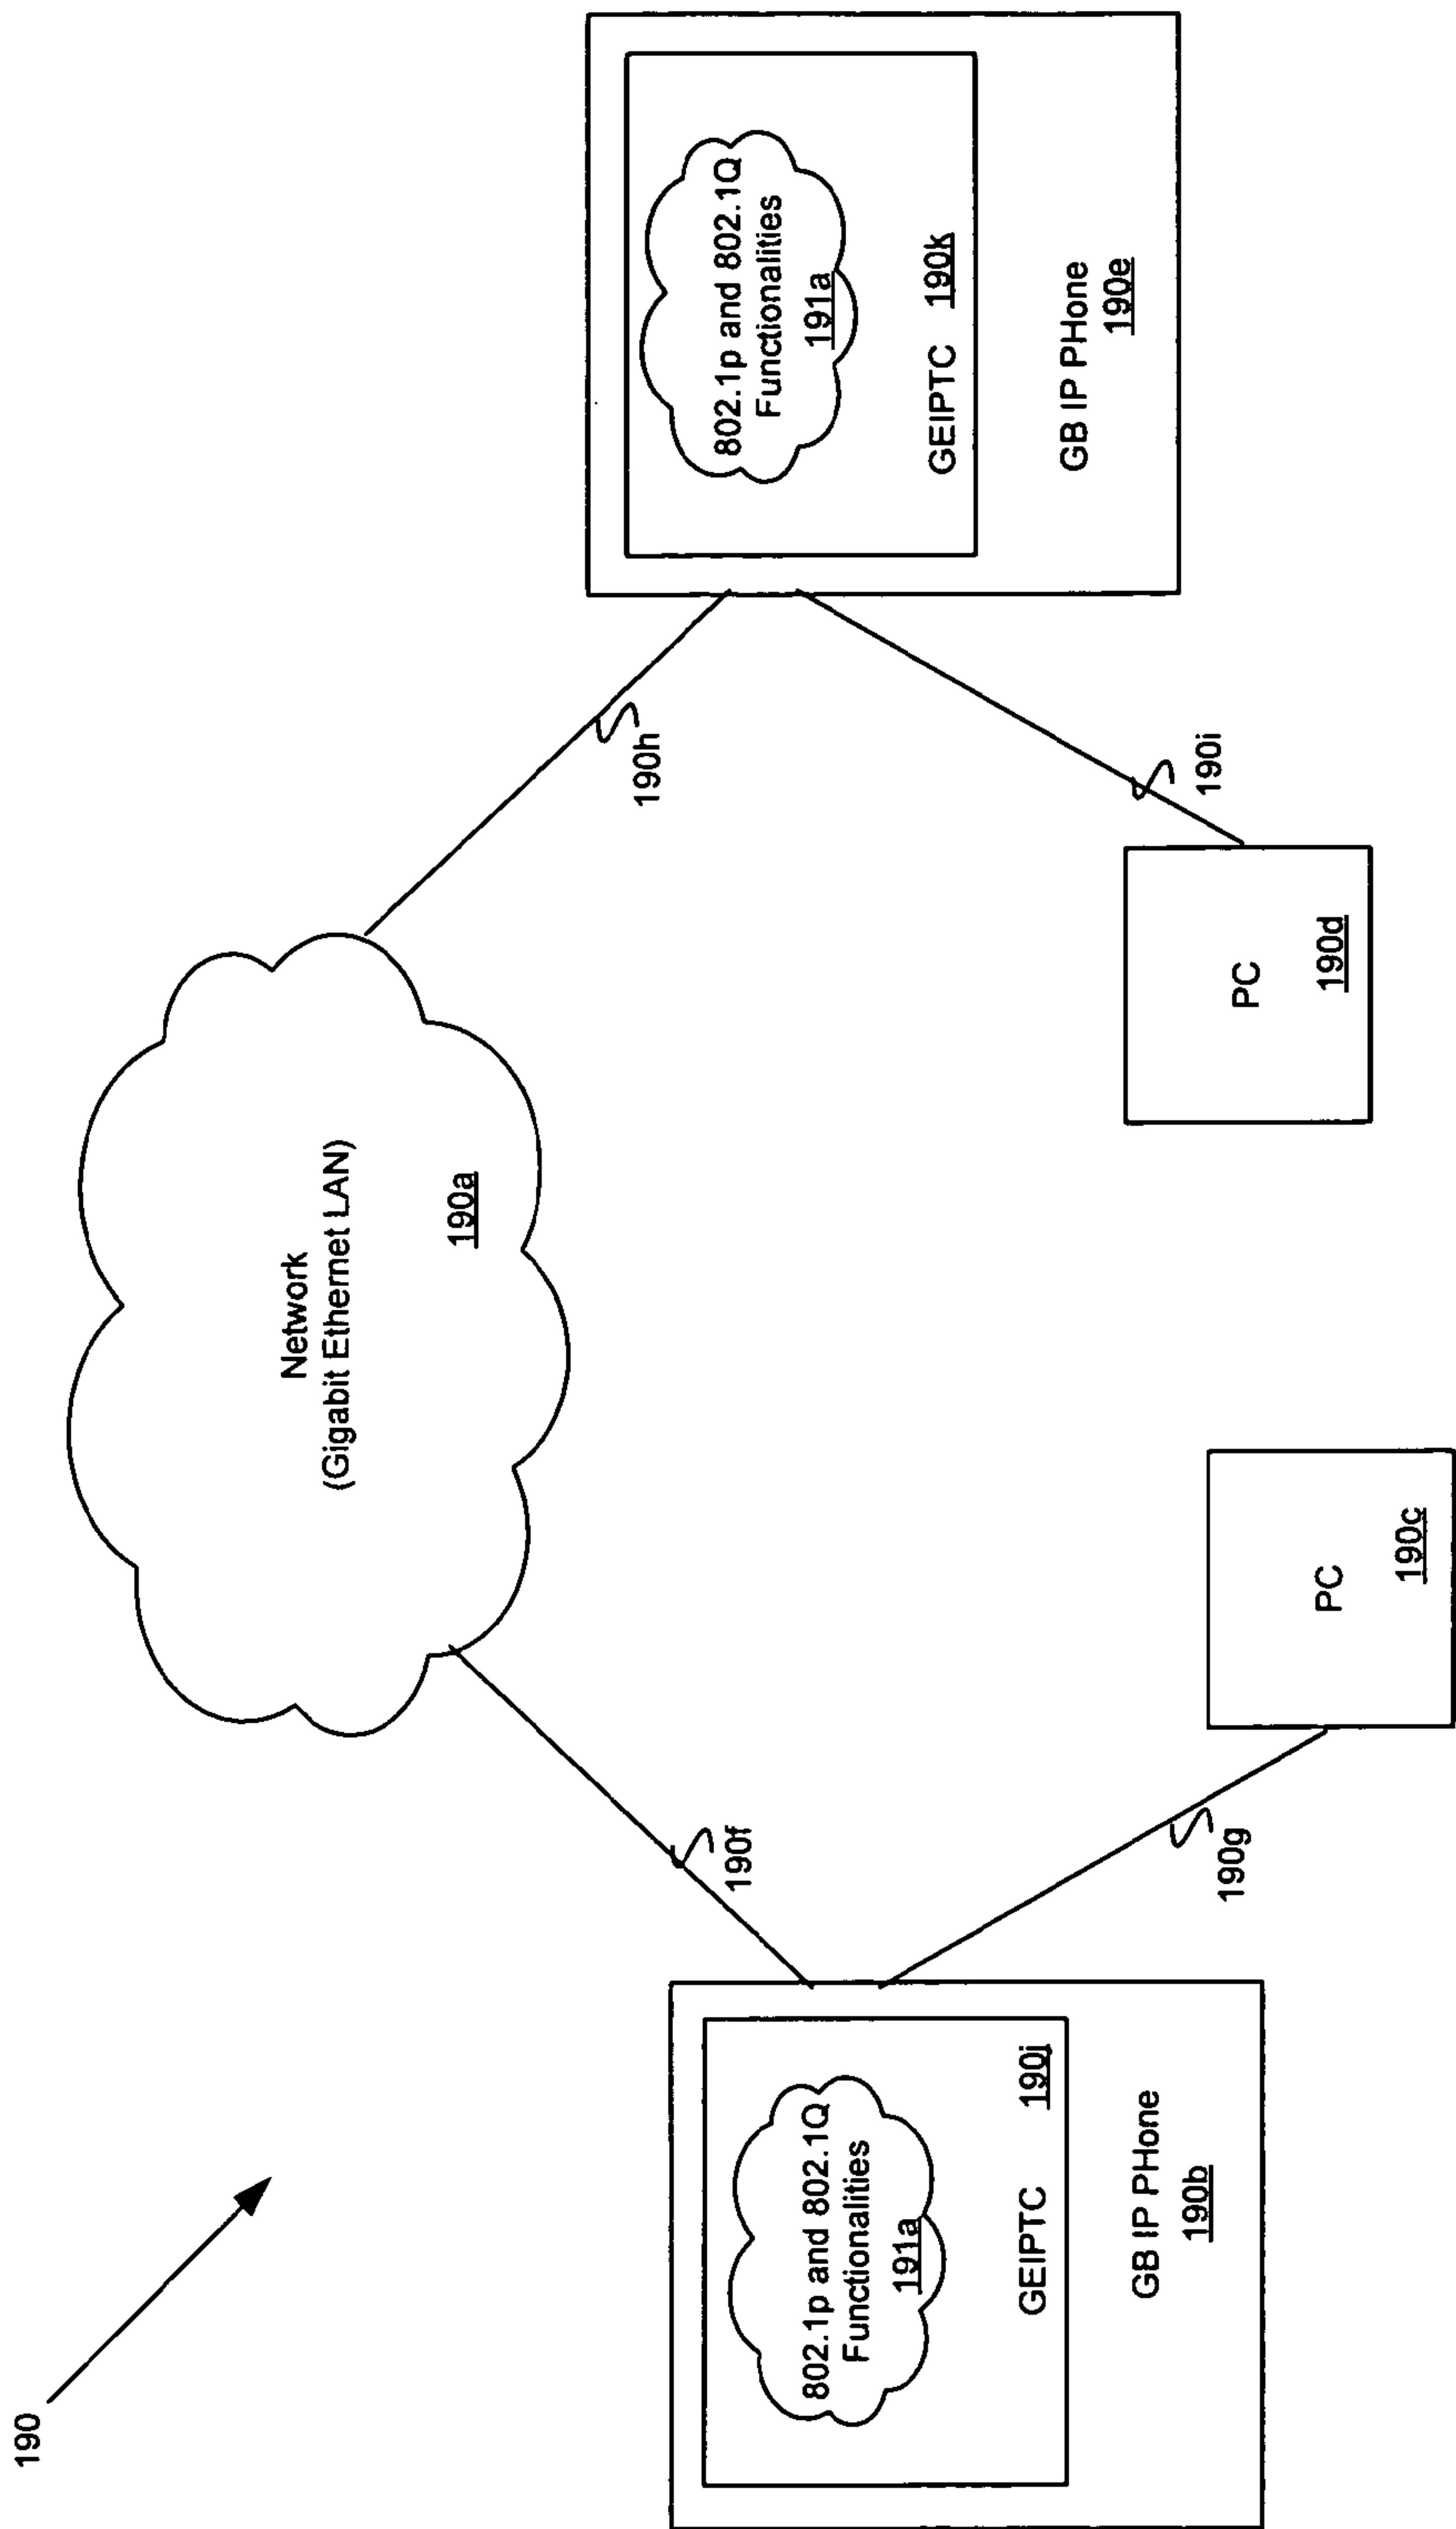 190
Network
(Gigabit Ethernet LAN)
190a
190f
190h
802.1p and 802.1Q
Functionalities
191a
GEIPTC 190j
GB IP PHone
190b
190g
PC
190c
PC
190d
190i
802.1p and 802.1Q
Functionalities
191a
GEIPTC 190k
GB IP PHone
190e